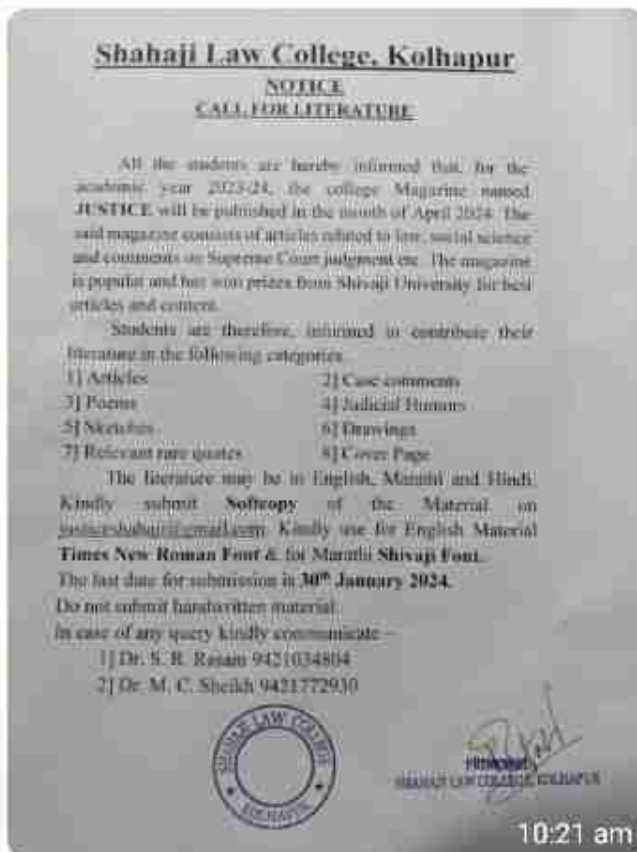 Shahaji Law College, Kolhapur
NOTICE
CALL FOR LITERATURE
All the students are hereby informed that, for the
academic year 2023-24, the college Magazine named
JUSTICE will be published in the month of April 2024. The
said magazine consists of articles related to law, social science
and comments on Supreme Court judgment etc. The magazine
is popular and has won prizes from Shivaji University for best
articles and content.
Students are therefore, informed to contribute their
literature in the following categories.
1] Articles 2] Case comments
3] Poems 4] Judicial Humors
5] Sketches 6] Drawings
7] Relevant rare quotes 8] Cover Page
The literature may be in English, Marathi and Hindi.
Kindly submit Softcopy of the Material on
Kindly use for English Material
Times New Roman Font & for Marathi Shivaji Font.
The last date for submission in 30th January 2024.
Do not submit handwritten material.
In case of any query kindly communicate –
1] Dr. S. R. Rasam 9421034804
2] Dr. M. C. Sheikh 9421772930
SHAHAJI LAW COLLEGE
KOLHAPUR
PRINCIPAL
SHAHAJI LAW COLLEGE, KOLHAPUR
10:21 am